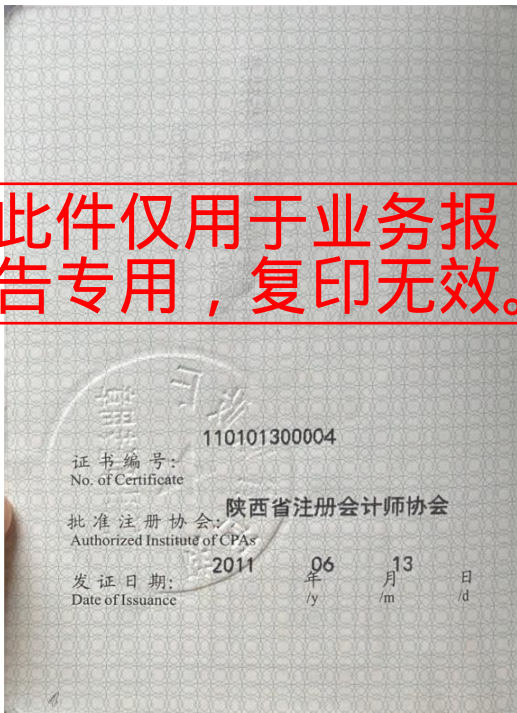 此件仅用于业务报
告专用，复印无效。
110101300004
证书编号:
No. of Certificate
陕西省注册会计师协会
批准注册协会:
Authorized Institute of CPAs
2011 06 13
发证日期: 年 月 日
Date of Issuance /y /m /d